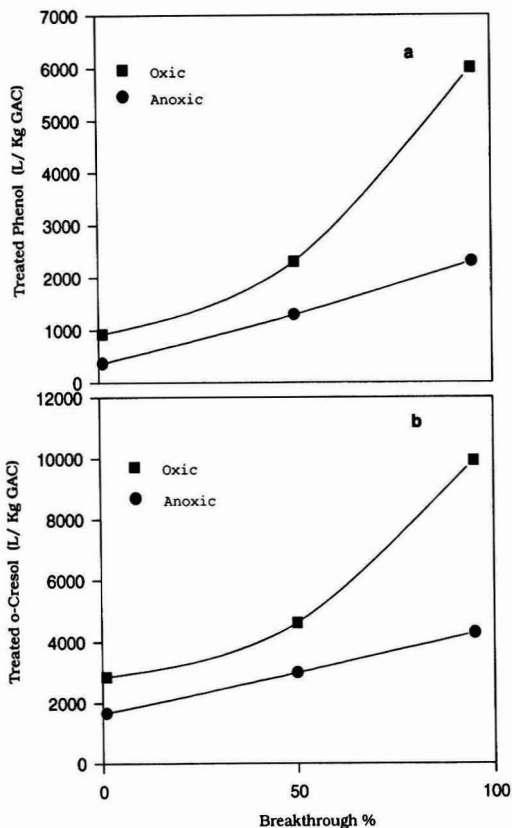 7000
6000
5000
4000
3000
2000
1000
0
Treated Phenol (L/ Kg GAC)
a
Oxic
Anoxic
12000
10000
8000
6000
4000
2000
0
Treated o-Cresol (L/ Kg GAC)
b
Oxic
Anoxic
0 50 100
Breakthrough %